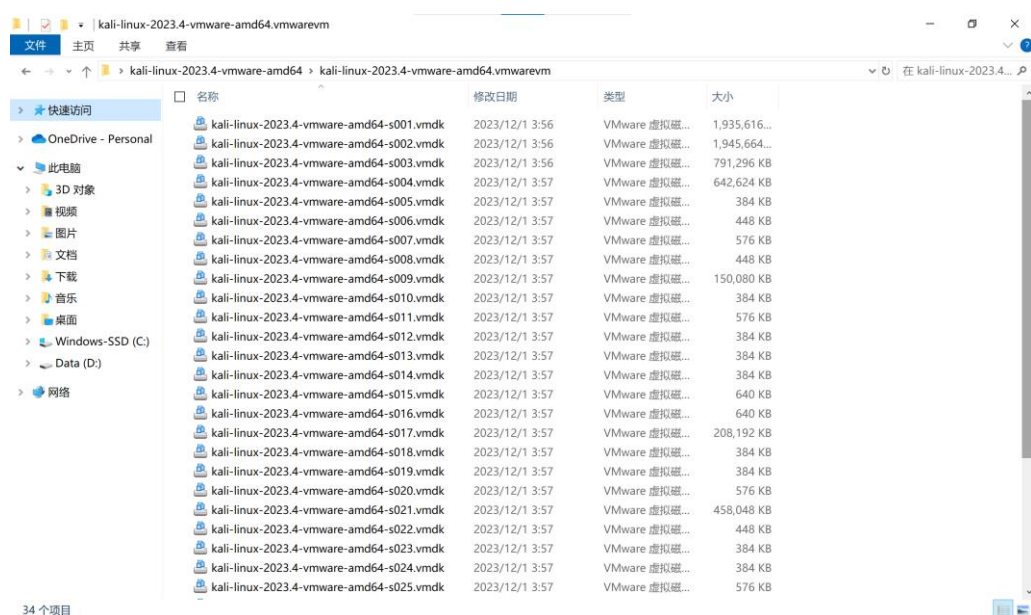 kali-linux-2023.4-vmware-amd64.vmwarevm
文件 主页 共享 查看
kali-linux-2023.4-vmware-amd64 › kali-linux-2023.4-vmware-amd64.vmwarevm 在 kali-linux-2023.4...
名称 修改日期 类型 大小
快速访问
OneDrive - Personal
此电脑
3D 对象
视频
图片
文档
下载
音乐
桌面
Windows-SSD (C:)
Data (D:)
网络
kali-linux-2023.4-vmware-amd64-s001.vmdk 2023/12/1 3:56 VMware 虚拟磁... 1,935,616...
kali-linux-2023.4-vmware-amd64-s002.vmdk 2023/12/1 3:56 VMware 虚拟磁... 1,945,664...
kali-linux-2023.4-vmware-amd64-s003.vmdk 2023/12/1 3:56 VMware 虚拟磁... 791,296 KB
kali-linux-2023.4-vmware-amd64-s004.vmdk 2023/12/1 3:57 VMware 虚拟磁... 642,624 KB
kali-linux-2023.4-vmware-amd64-s005.vmdk 2023/12/1 3:57 VMware 虚拟磁... 384 KB
kali-linux-2023.4-vmware-amd64-s006.vmdk 2023/12/1 3:57 VMware 虚拟磁... 448 KB
kali-linux-2023.4-vmware-amd64-s007.vmdk 2023/12/1 3:57 VMware 虚拟磁... 576 KB
kali-linux-2023.4-vmware-amd64-s008.vmdk 2023/12/1 3:57 VMware 虚拟磁... 448 KB
kali-linux-2023.4-vmware-amd64-s009.vmdk 2023/12/1 3:57 VMware 虚拟磁... 150,080 KB
kali-linux-2023.4-vmware-amd64-s010.vmdk 2023/12/1 3:57 VMware 虚拟磁... 384 KB
kali-linux-2023.4-vmware-amd64-s011.vmdk 2023/12/1 3:57 VMware 虚拟磁... 576 KB
kali-linux-2023.4-vmware-amd64-s012.vmdk 2023/12/1 3:57 VMware 虚拟磁... 384 KB
kali-linux-2023.4-vmware-amd64-s013.vmdk 2023/12/1 3:57 VMware 虚拟磁... 384 KB
kali-linux-2023.4-vmware-amd64-s014.vmdk 2023/12/1 3:57 VMware 虚拟磁... 384 KB
kali-linux-2023.4-vmware-amd64-s015.vmdk 2023/12/1 3:57 VMware 虚拟磁... 640 KB
kali-linux-2023.4-vmware-amd64-s016.vmdk 2023/12/1 3:57 VMware 虚拟磁... 640 KB
kali-linux-2023.4-vmware-amd64-s017.vmdk 2023/12/1 3:57 VMware 虚拟磁... 208,192 KB
kali-linux-2023.4-vmware-amd64-s018.vmdk 2023/12/1 3:57 VMware 虚拟磁... 384 KB
kali-linux-2023.4-vmware-amd64-s019.vmdk 2023/12/1 3:57 VMware 虚拟磁... 384 KB
kali-linux-2023.4-vmware-amd64-s020.vmdk 2023/12/1 3:57 VMware 虚拟磁... 576 KB
kali-linux-2023.4-vmware-amd64-s021.vmdk 2023/12/1 3:57 VMware 虚拟磁... 458,048 KB
kali-linux-2023.4-vmware-amd64-s022.vmdk 2023/12/1 3:57 VMware 虚拟磁... 448 KB
kali-linux-2023.4-vmware-amd64-s023.vmdk 2023/12/1 3:57 VMware 虚拟磁... 384 KB
kali-linux-2023.4-vmware-amd64-s024.vmdk 2023/12/1 3:57 VMware 虚拟磁... 384 KB
kali-linux-2023.4-vmware-amd64-s025.vmdk 2023/12/1 3:57 VMware 虚拟磁... 576 KB
34 个项目